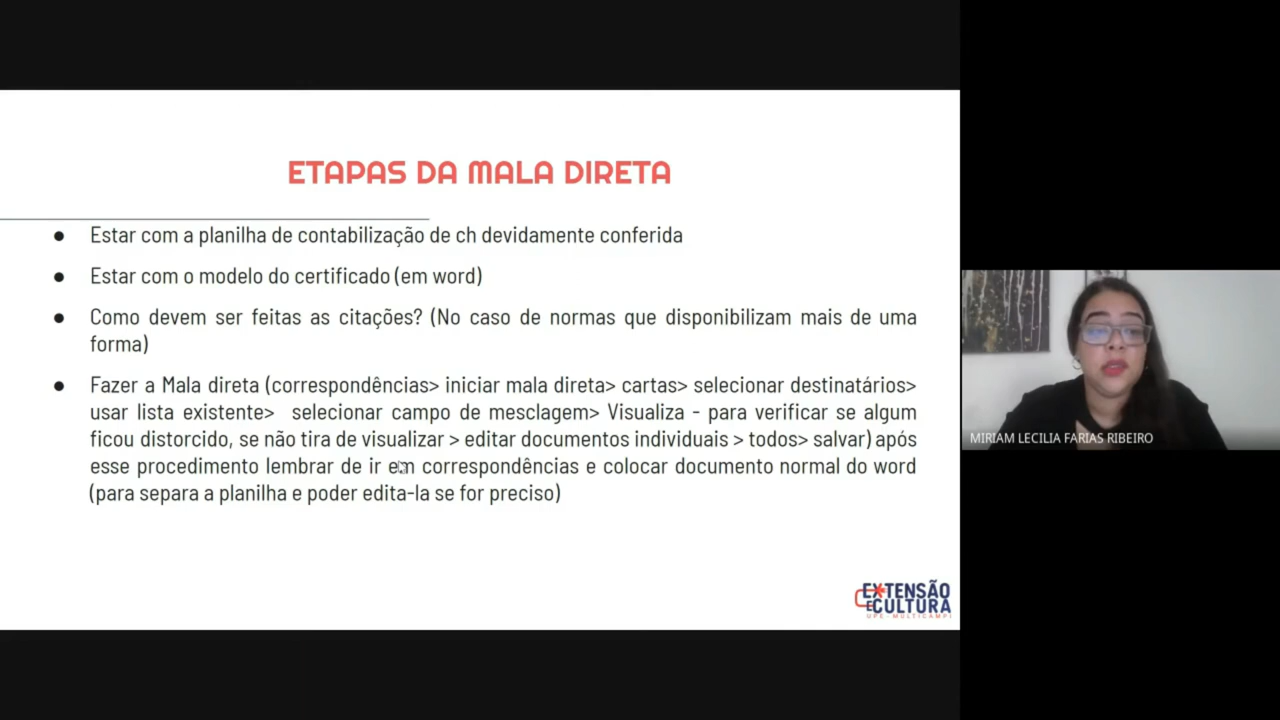 ETAPAS DA MALA DIRETA
● Estar com a planilha de contabilização de ch devidamente conferida
● Estar com o modelo do certificado (em word)
● Como devem ser feitas as citações? (No caso de normas que disponibilizam mais de uma
forma)
● Fazer a Mala direta (correspondências> iniciar mala direta> cartas> selecionar destinatários>
usar lista existente> selecionar campo de mesclagem> Visualiza - para verificar se algum
ficou distorcido, se não tira de visualizar > editar documentos individuais > todos> salvar) após
esse procedimento lembrar de ir em correspondências e colocar documento normal do word
(para separa a planilha e poder edita-la se for preciso)
MIRIAM LECILIA FARIAS RIBEIRO
EXTENSÃO
E CULTURA
UPE-MULTICAMPI